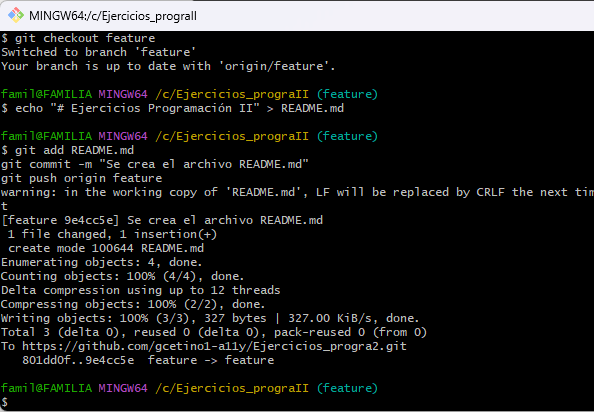 MINGW64:/c/Ejercicios_prograII
$ git checkout feature
Switched to branch 'feature'
Your branch is up to date with 'origin/feature'.
famil@FAMILIA MINGW64 /c/Ejercicios_prograII (feature)
$ echo "# Ejercicios Programación II" > README.md
famil@FAMILIA MINGW64 /c/Ejercicios_prograII (feature)
$ git add README.md
git commit -m "Se crea el archivo README.md"
git push origin feature
warning: in the working copy of 'README.md', LF will be replaced by CRLF the next tim
t
[feature 9e4cc5e] Se crea el archivo README.md
1 file changed, 1 insertion(+)
create mode 100644 README.md
Enumerating objects: 4, done.
Counting objects: 100% (4/4), done.
Delta compression using up to 12 threads
Compressing objects: 100% (2/2), done.
Writing objects: 100% (3/3), 327 bytes | 327.00 KiB/s, done.
Total 3 (delta 0), reused 0 (delta 0), pack-reused 0 (from 0)
To https://github.com/gcetino1-a11y/Ejercicios_progra2.git
801dd0f..9e4cc5e feature -> feature
famil@FAMILIA MINGW64 /c/Ejercicios_prograII (feature)
$